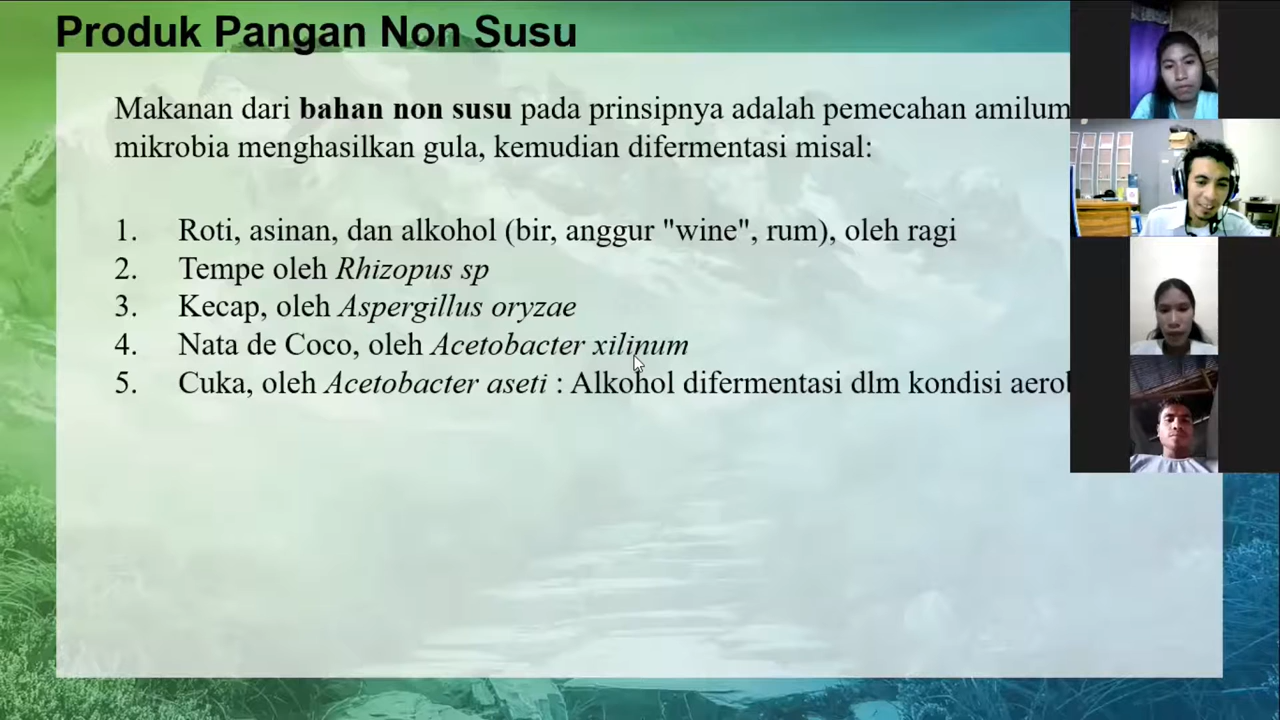 Produk Pangan Non Susu
Makanan dari bahan non susu pada prinsipnya adalah pemecahan amilum
mikrobia menghasilkan gula, kemudian difermentasi misal:
1. Roti, asinan, dan alkohol (bir, anggur "wine", rum), oleh ragi
2. Tempe oleh Rhizopus sp
3. Kecap, oleh Aspergillus oryzae
4. Nata de Coco, oleh Acetobacter xilinum
5. Cuka, oleh Acetobacter aseti : Alkohol difermentasi dlm kondisi